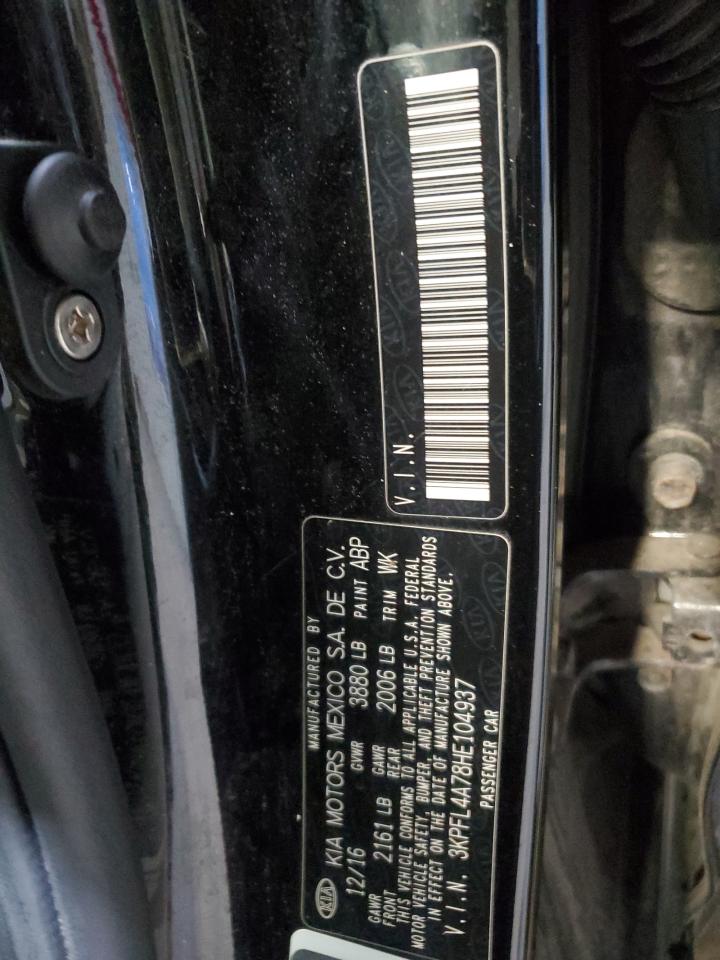 V.I.N.
KIA
MANUFACTURED BY
KIA MOTORS MEXICO S.A. DE C.V.
12/16 GVWR 3880 LB PAINT ABP
GAWR FRONT 2161 LB GAWR REAR 2006 LB TRIM WK
THIS VEHICLE CONFORMS TO ALL APPLICABLE U.S.A. FEDERAL
MOTOR VEHICLE SAFETY, BUMPER, AND THEFT PREVENTION STANDARDS
IN EFFECT ON THE DATE OF MANUFACTURE SHOWN ABOVE.
V.I.N. 3KPFL4A78HE104937
PASSENGER CAR